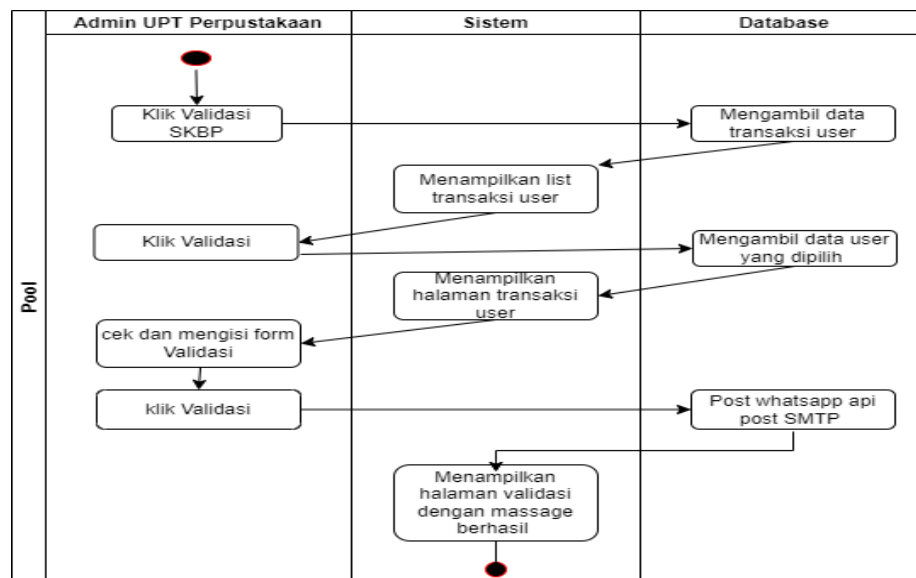 Admin UPT Perpustakaan
Sistem
Database
Pool
Klik Validasi
SKBP
Mengambil data
transaksi user
Menampilkan list
transaksi user
Klik Validasi
Mengambil data user
yang dipilih
Menampilkan
halaman transaksi
user
cek dan mengisi form
Validasi
klik Validasi
Post whatsapp api
post SMTP
Menampilkan
halaman validasi
dengan massage
berhasil